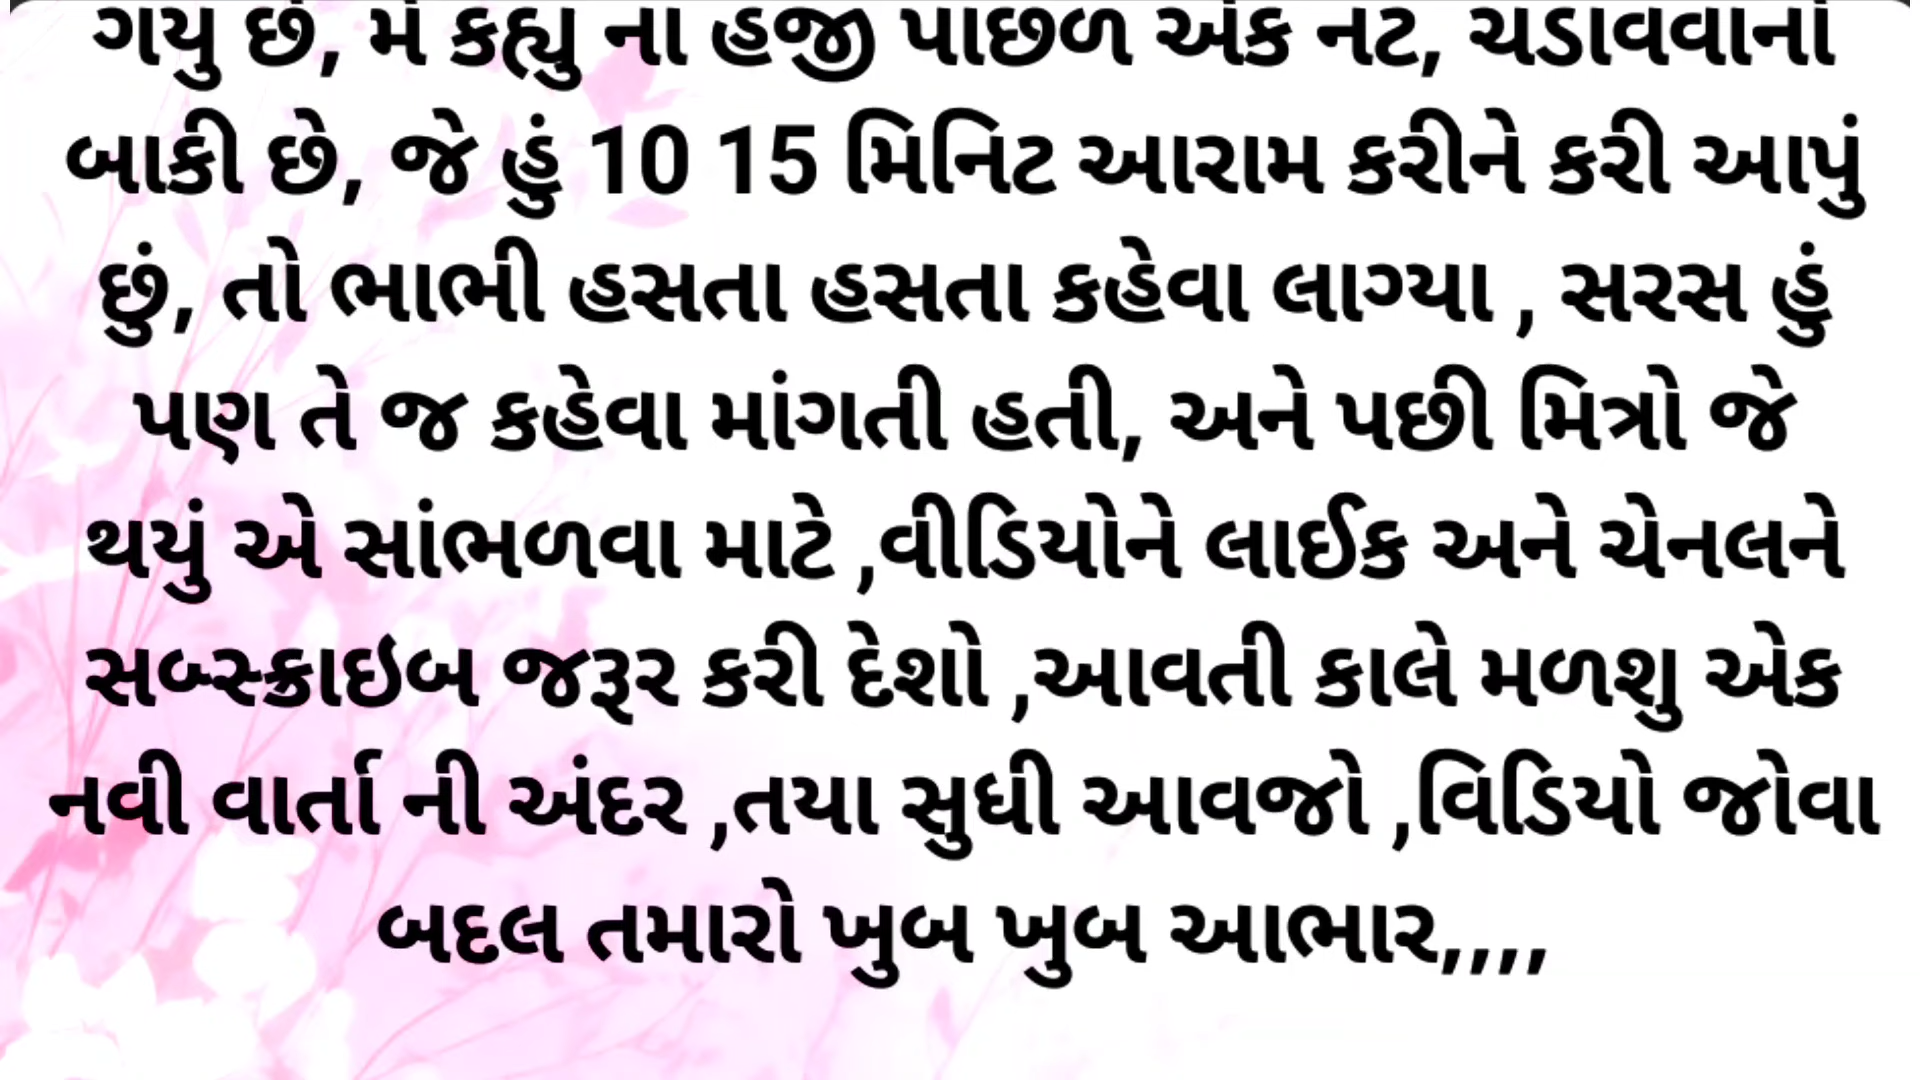 ગયુ છે, મે કહ્યુ ના હજી પાછળ એક નટ, ચડાવવાનો
બાકી છે, જે હું 10 15 મિનિટ આરામ કરીને કરી આપું
છું, તો ભાભી હસતા હસતા કહેવા લાગ્યા , સરસ હું
પણ તે જ કહેવા માંગતી હતી, અને પછી મિત્રો જે
થયું એ સાંભળવા માટે ,વીડિયોને લાઈક અને ચેનલને
સબ્સ્ક્રાઇબ જરૂર કરી દેશો ,આવતી કાલે મળશુ એક
નવી વાર્તા ની અંદર ,તયા સુધી આવજો ,વિડિયો જોવા
બદલ તમારો ખુબ ખુબ આભાર,,,,